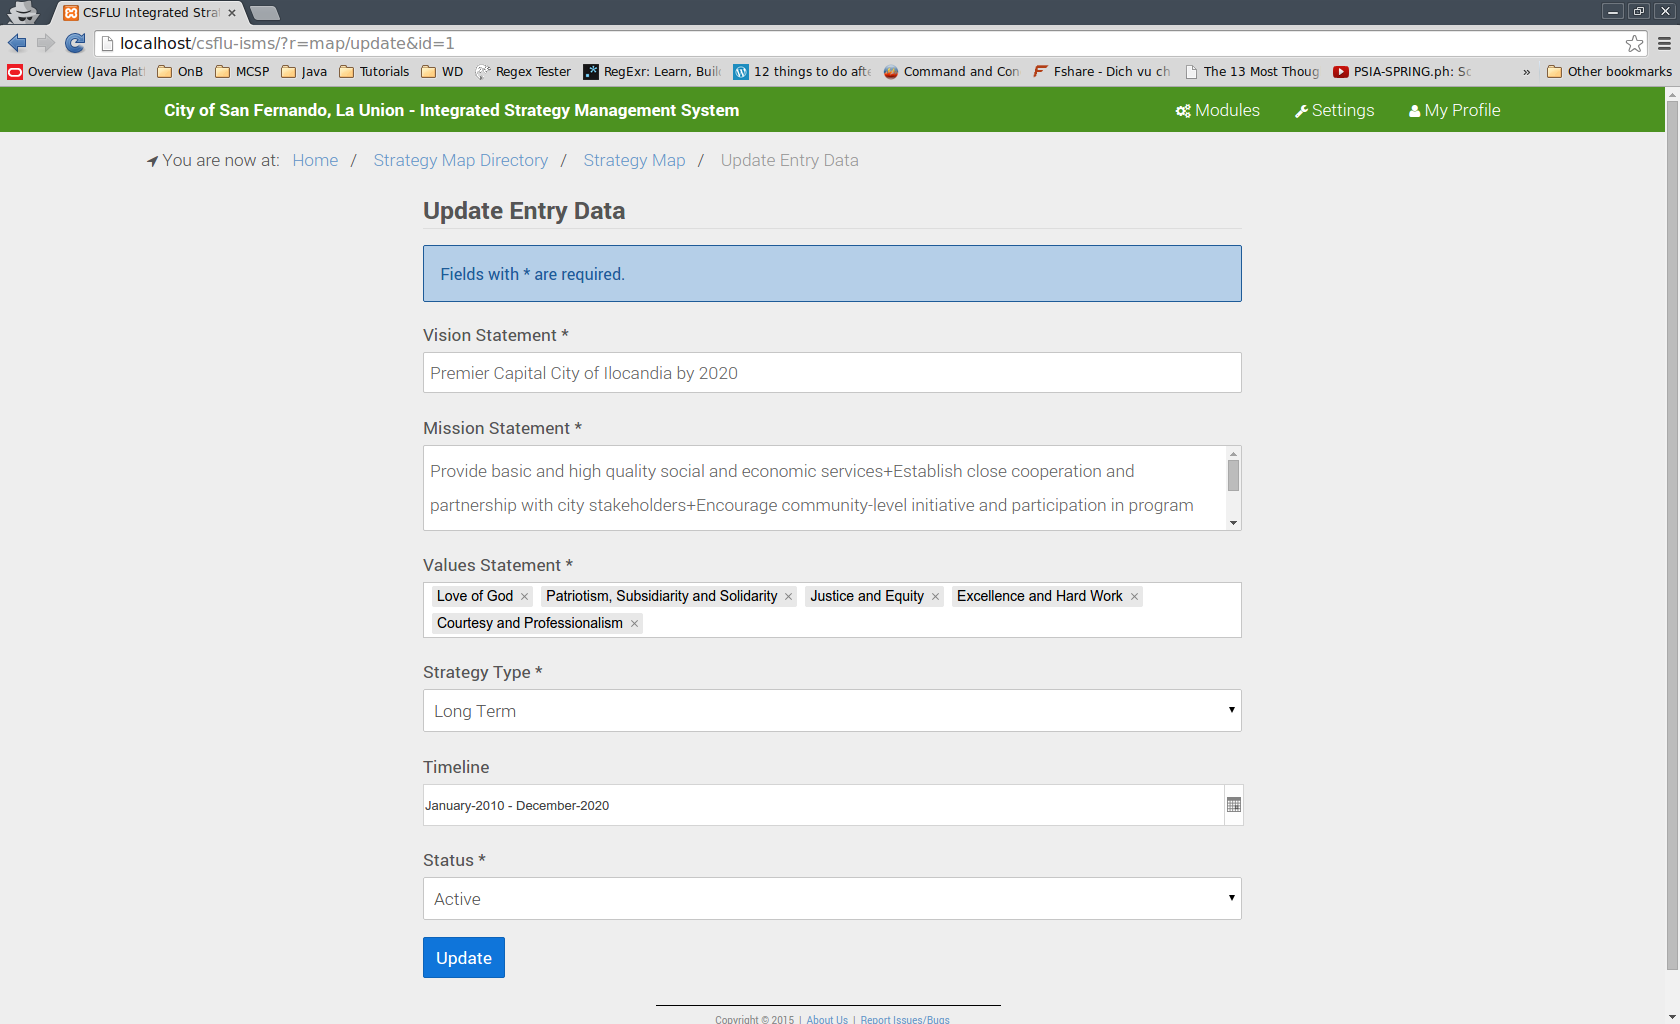 CSFLU Integrated Stra
localhost/csflu-isms/?r=map/update&id=1
Overview (Java Plat OnB MCSP Java Tutorials WD Regex Tester RegExr: Learn, Buil 12 things to do afte Command and Con Fshare - Dich vu ch The 13 Most Thoug PSIA-SPRING.ph: Sc » Other bookmarks
City of San Fernando, La Union - Integrated Strategy Management System Modules Settings My Profile
You are now at: Home / Strategy Map Directory / Strategy Map / Update Entry Data
Update Entry Data
Fields with * are required.
Vision Statement *
Premier Capital City of Ilocandia by 2020
Mission Statement *
Provide basic and high quality social and economic services+Establish close cooperation and
partnership with city stakeholders+Encourage community-level initiative and participation in program
Values Statement *
Love of God × Patriotism, Subsidiarity and Solidarity × Justice and Equity × Excellence and Hard Work ×
Courtesy and Professionalism ×
Strategy Type *
Long Term
Timeline
January-2010 - December-2020
Status *
Active
Update
Copyright © 2015 | About Us | Report Issues/Bugs